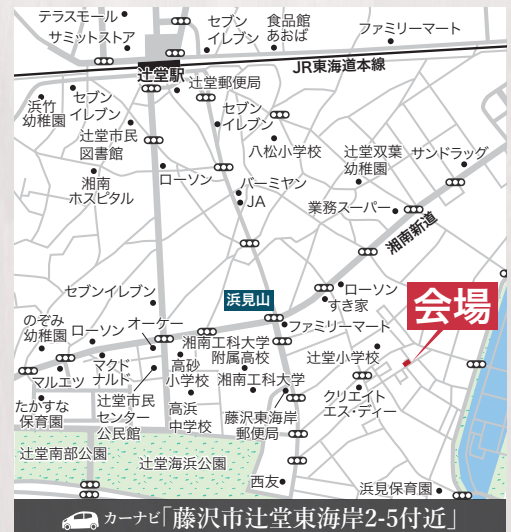 テラスモール
サミットストア
セブン
イレブン
食品館
あおば
ファミリーマート
辻堂駅
JR東海道本線
辻堂郵便局
浜竹
幼稚園
セブン
イレブン
セブン
イレブン
辻堂市民
図書館
八松小学校
辻堂双葉
幼稚園
サンドラッグ
湘南
ホスピタル
ローソン
バーミヤン
JA
業務スーパー
湘南新道
セブンイレブン
浜見山
ローソン
すき家
会場
のぞみ
幼稚園
ローソン
オーケー
ファミリーマート
湘南工科大学
附属高校
辻堂小学校
マルエツ
マクド
ナルド
高砂
小学校
湘南工科大学
クリエイト
エス・ディー
たかすな
保育園
辻堂市民
センター
公民館
高浜
中学校
藤沢東海岸
郵便局
辻堂南部公園
辻堂海浜公園
西友
浜見保育園
カーナビ「藤沢市辻堂東海岸2-5付近」